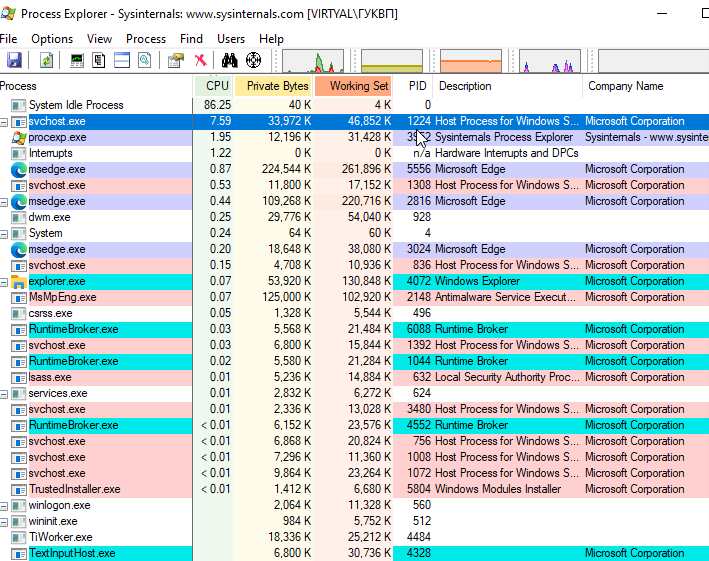 Process Explorer - Sysinternals: www.sysinternals.com [VIRTYAL\ГУКВП]
File Options View Process Find Users Help
Process CPU Private Bytes Working Set PID Description Company Name
System Idle Process 86.25 40 K 4 K 0
svchost.exe 7.59 33,972 K 46,852 K 1224 Host Process for Windows S... Microsoft Corporation
procexp.exe 1.95 12,196 K 31,428 K Sysinternals Process Explorer Sysinternals - www.sysinter
Interrupts 1.22 0 K 0 K n/a Hardware Interrupts and DPCs
msedge.exe 0.87 224,544 K 261,896 K 5556 Microsoft Edge Microsoft Corporation
svchost.exe 0.53 11,800 K 17,152 K 1308 Host Process for Windows S... Microsoft Corporation
msedge.exe 0.44 109,268 K 220,716 K 2816 Microsoft Edge Microsoft Corporation
dwm.exe 0.25 29,776 K 54,040 K 928
System 0.24 64 K 60 K 4
msedge.exe 0.20 18,648 K 38,080 K 3024 Microsoft Edge Microsoft Corporation
svchost.exe 0.15 4,708 K 10,936 K 836 Host Process for Windows S... Microsoft Corporation
explorer.exe 0.07 53,920 K 130,848 K 4072 Windows Explorer Microsoft Corporation
MsMpEng.exe 0.07 125,000 K 102,920 K 2148 Antimalware Service Execut... Microsoft Corporation
csrss.exe 0.05 1,328 K 5,544 K 496
RuntimeBroker.exe 0.03 5,568 K 21,484 K 6088 Runtime Broker Microsoft Corporation
svchost.exe 0.03 6,800 K 15,844 K 1392 Host Process for Windows S... Microsoft Corporation
RuntimeBroker.exe 0.02 5,580 K 21,284 K 1044 Runtime Broker Microsoft Corporation
lsass.exe 0.01 5,236 K 14,884 K 632 Local Security Authority Proc... Microsoft Corporation
services.exe 0.01 2,832 K 6,272 K 624
svchost.exe 0.01 2,336 K 13,028 K 3480 Host Process for Windows S... Microsoft Corporation
RuntimeBroker.exe < 0.01 6,152 K 23,576 K 4552 Runtime Broker Microsoft Corporation
svchost.exe < 0.01 6,868 K 20,824 K 756 Host Process for Windows S... Microsoft Corporation
svchost.exe < 0.01 7,296 K 11,360 K 1008 Host Process for Windows S... Microsoft Corporation
svchost.exe < 0.01 9,864 K 23,264 K 1072 Host Process for Windows S... Microsoft Corporation
TrustedInstaller.exe < 0.01 1,412 K 6,680 K 5804 Windows Modules Installer Microsoft Corporation
winlogon.exe 2,064 K 11,328 K 560
wininit.exe 984 K 5,752 K 512
TiWorker.exe 18,336 K 25,212 K 4484
TextInputHost.exe 6,800 K 30,736 K 4328 Microsoft Corporation